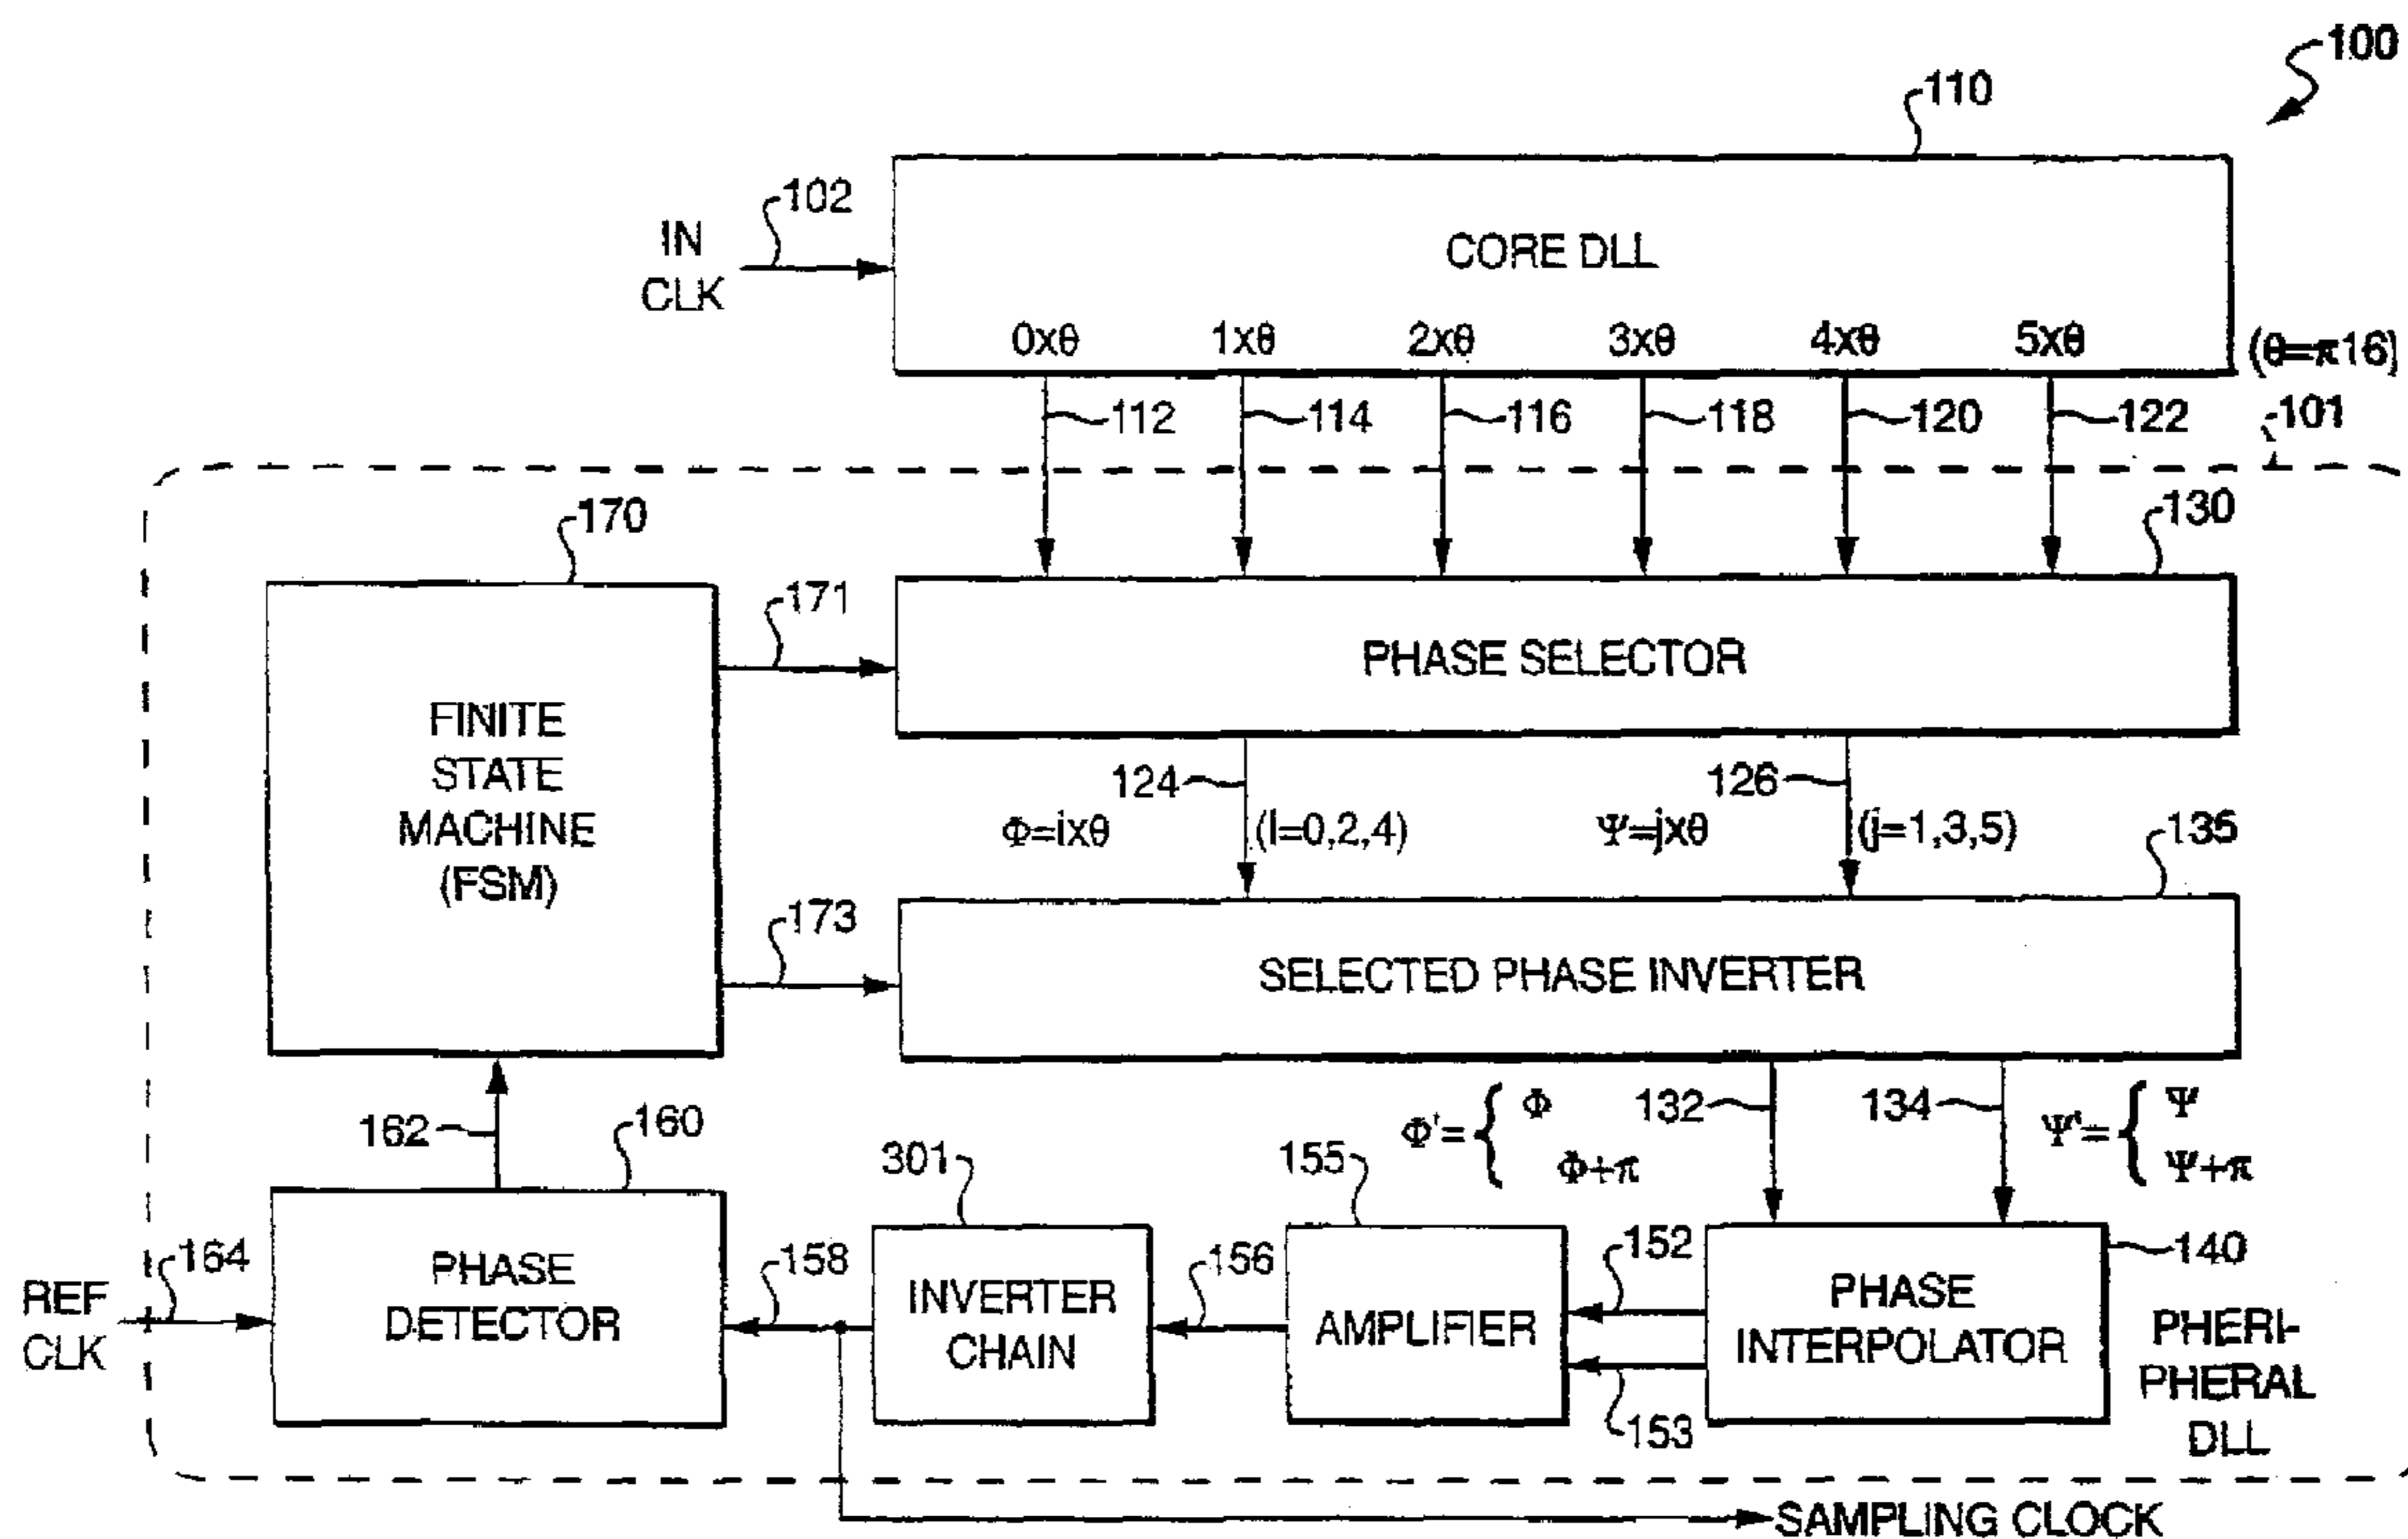 100
110
102
IN
CLK
CORE DLL
0xθ 1xθ 2xθ 3xθ 4xθ 5xθ
(θ=π16)
112 114 116 118 120 122
101
170
130
171
PHASE SELECTOR
FINITE
STATE
MACHINE
(FSM)
124
126
Φ=ixθ (I=0,2,4) Ψ=jxθ (j=1,3,5)
135
173
SELECTED PHASE INVERTER
162
160
301
155
Φ'= { Φ
Φ+π
132
134
Ψ'= { Ψ
Ψ+π
164
REF
CLK
PHASE
DETECTOR
158
INVERTER
CHAIN
156
AMPLIFIER
152
153
PHASE
INTERPOLATOR
140
PHERI-
PHERAL
DLL
SAMPLING CLOCK